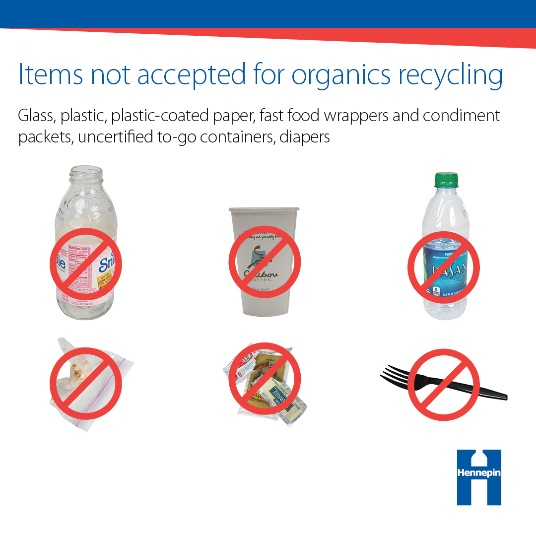 Items not accepted for organics recycling
Glass, plastic, plastic-coated paper, fast food wrappers and condiment
packets, uncertified to-go containers, diapers
Hennepin